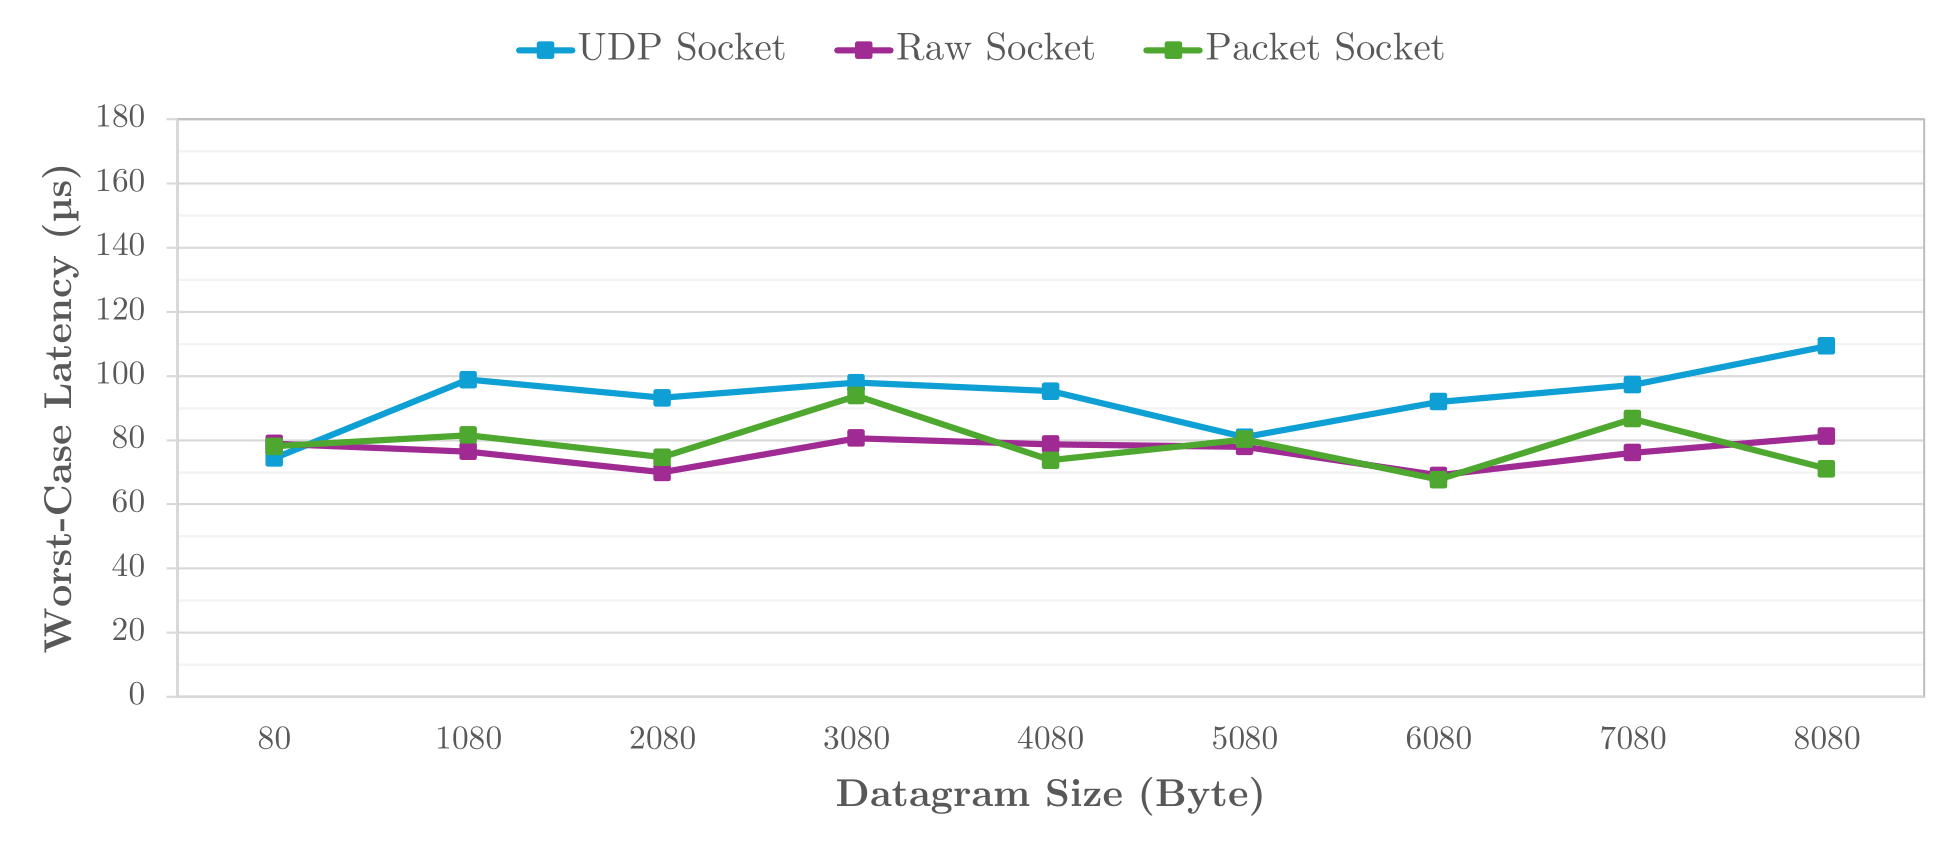 UDP Socket Raw Socket Packet Socket
180
160
140
120
100
80
60
40
20
0
Worst-Case Latency (µs)
80 1080 2080 3080 4080 5080 6080 7080 8080
Datagram Size (Byte)